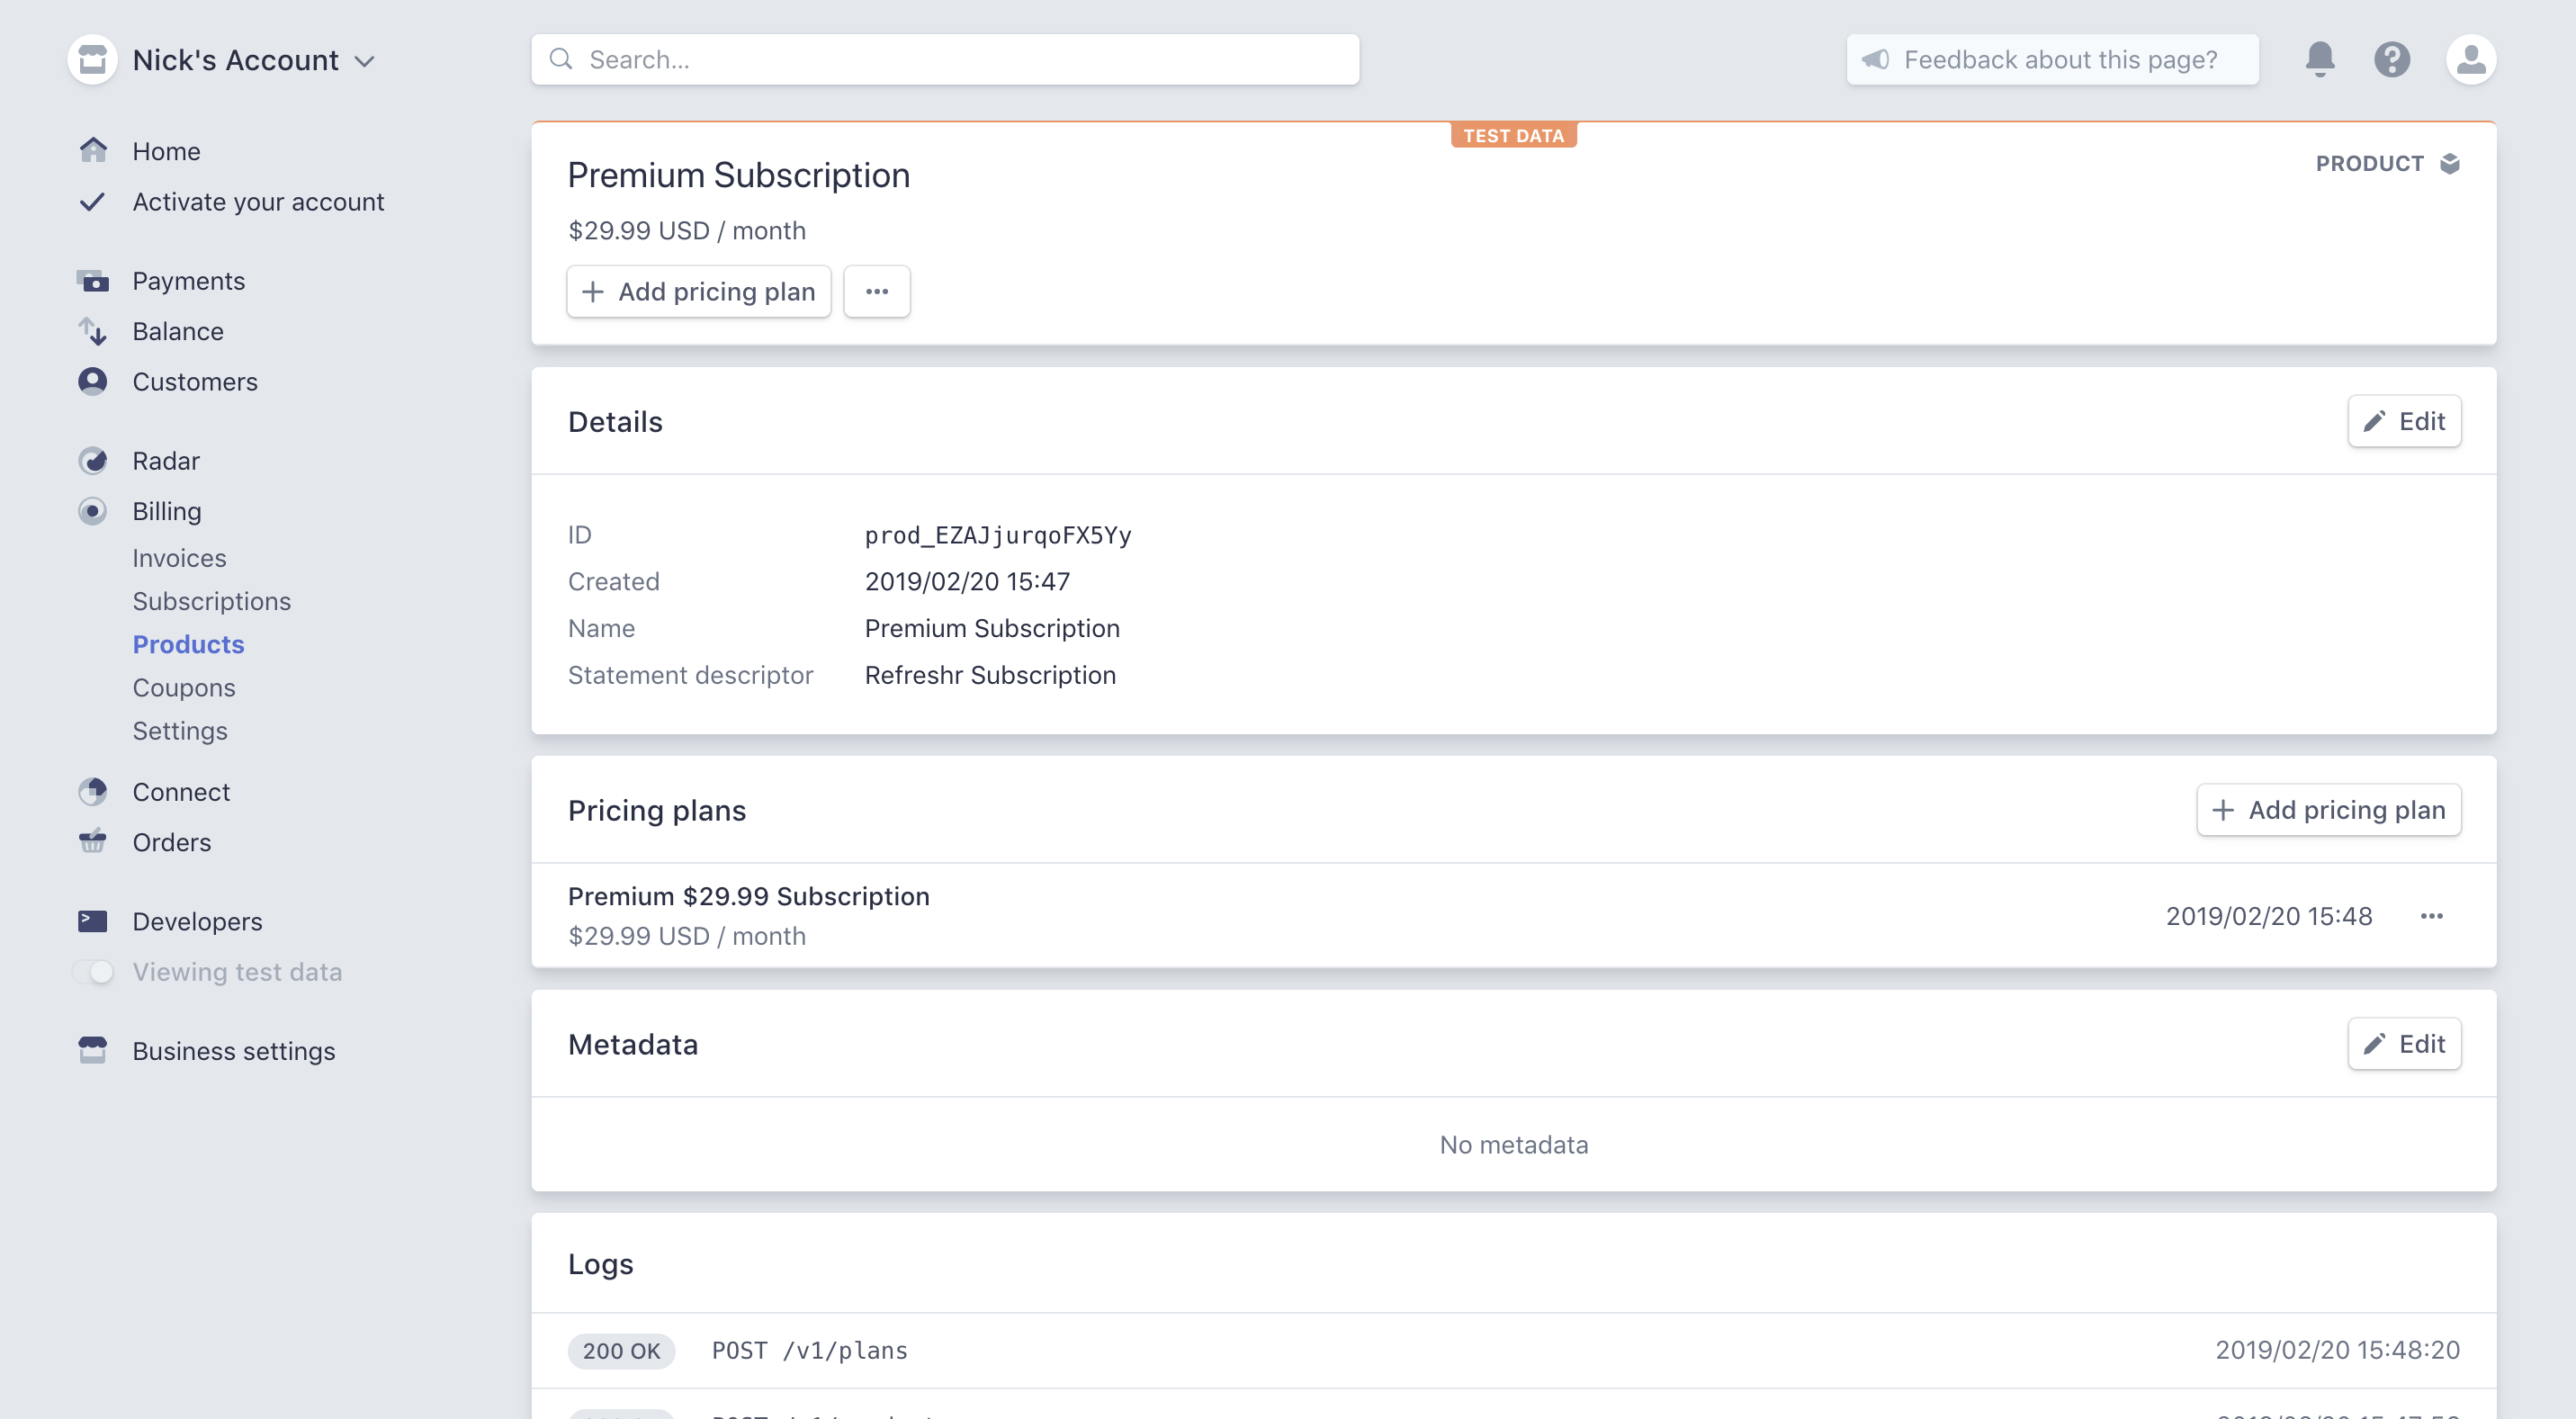 Nick's Account
Search...
Feedback about this page?
Home
Activate your account
Payments
Balance
Customers
Radar
Billing
Invoices
Subscriptions
Products
Coupons
Settings
Connect
Orders
Developers
Viewing test data
Business settings
TEST DATA
Premium Subscription
PRODUCT
$29.99 USD / month
Add pricing plan
Details
Edit
ID prod_EZAJjurqoFX5Yy
Created 2019/02/20 15:47
Name Premium Subscription
Statement descriptor Refreshr Subscription
Pricing plans
Add pricing plan
Premium $29.99 Subscription
$29.99 USD / month
2019/02/20 15:48
Metadata
Edit
No metadata
Logs
200 OK POST /v1/plans 2019/02/20 15:48:20